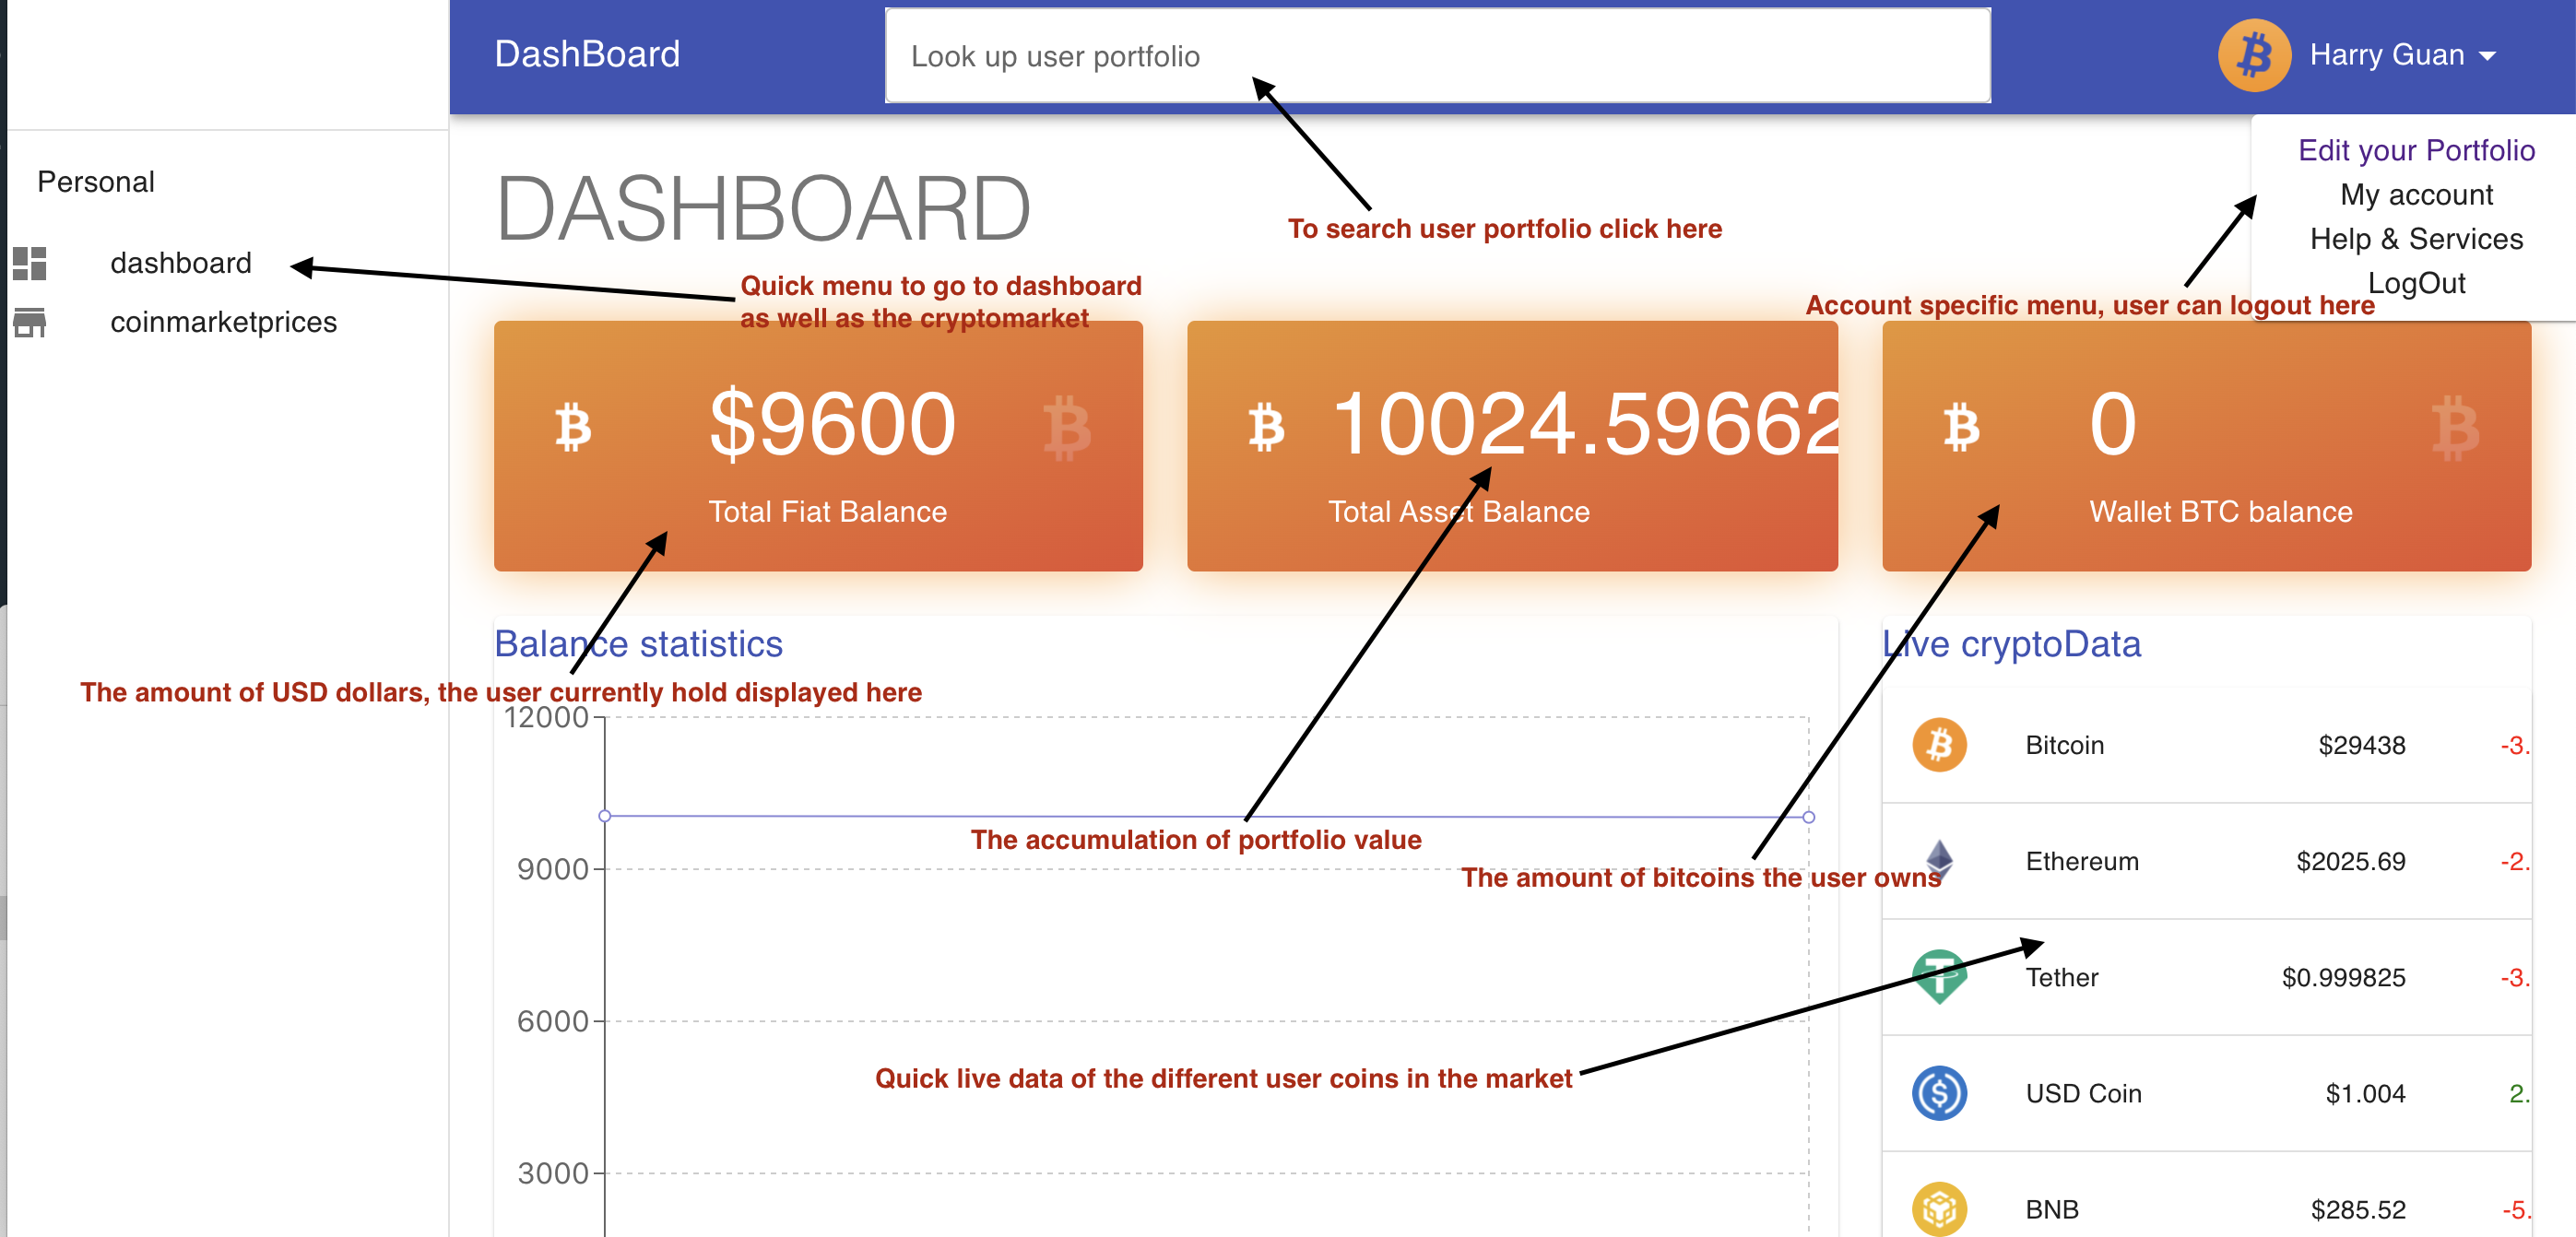 DashBoard
Look up user portfolio
Harry Guan
Edit your Portfolio
My account
Help & Services
LogOut
Personal
dashboard
coinmarketprices
DASHBOARD
To search user portfolio click here
Quick menu to go to dashboard
as well as the cryptomarket
Account specific menu, user can logout here
$9600
Total Fiat Balance
10024.59662
Total Asset Balance
0
Wallet BTC balance
Balance statistics
The amount of USD dollars, the user currently hold displayed here
12000
9000
6000
3000
The accumulation of portfolio value
The amount of bitcoins the user owns
Quick live data of the different user coins in the market
Live cryptoData
Bitcoin $29438 -3.
Ethereum $2025.69 -2.
Tether $0.999825 -3.
USD Coin $1.004 2.
BNB $285.52 -5.